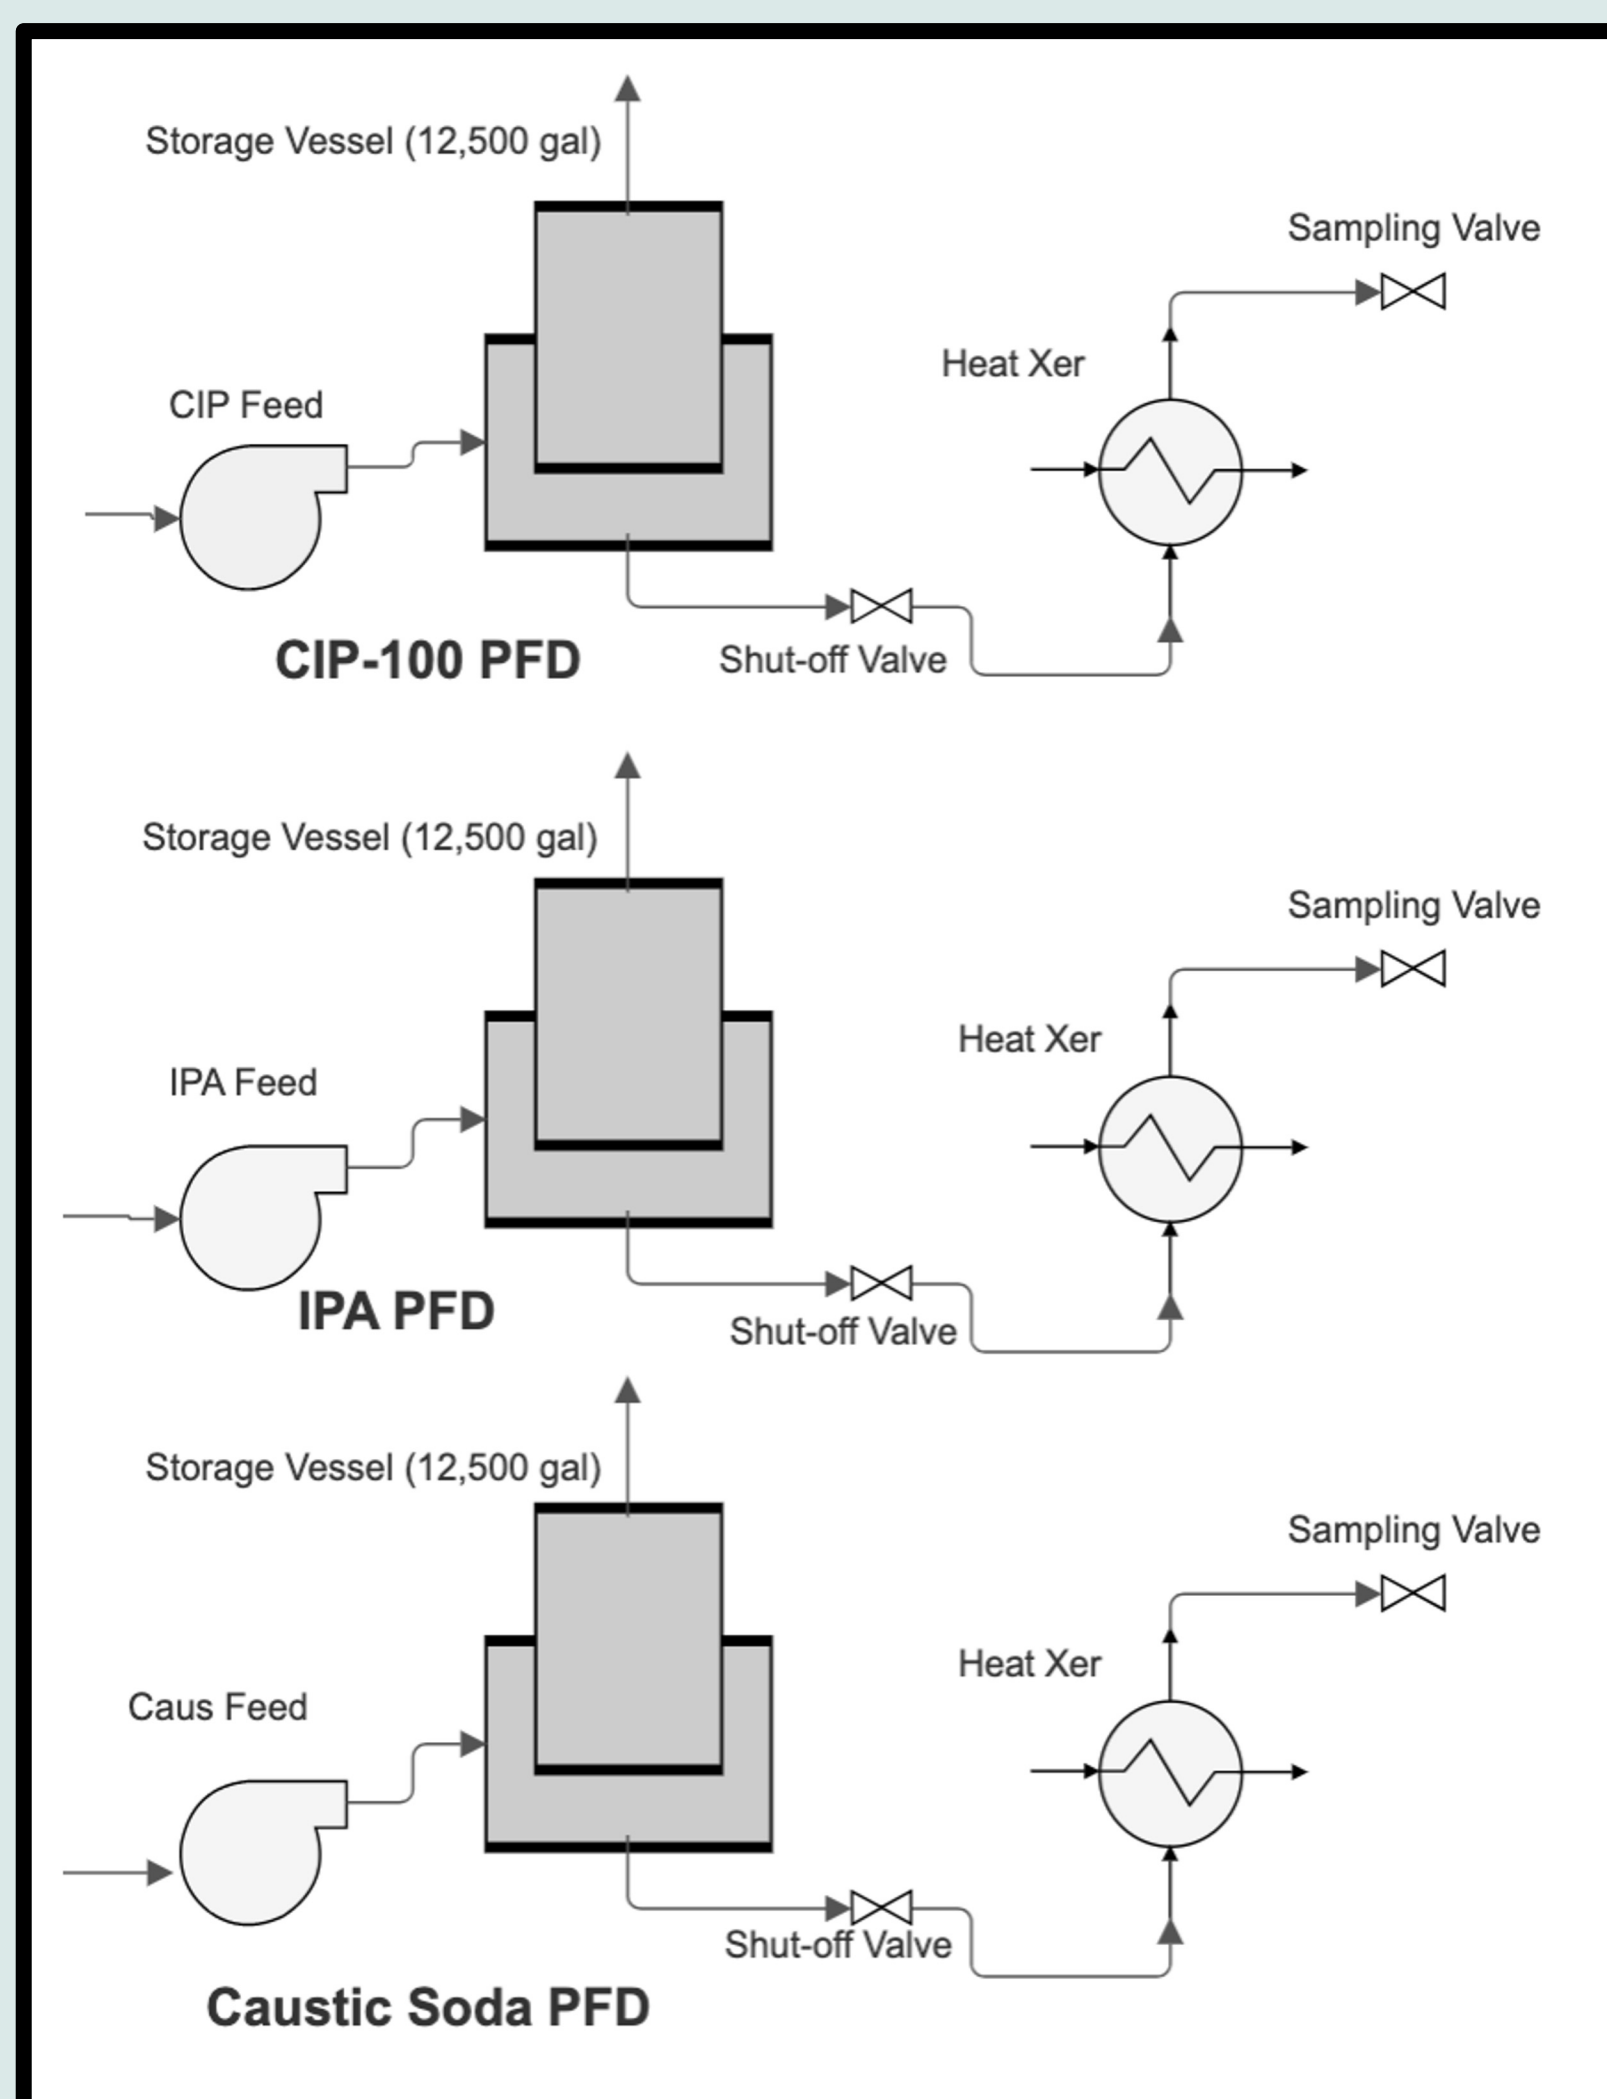 Storage Vessel (12,500 gal)
Sampling Valve
Heat Xer
CIP Feed
Shut-off Valve
CIP-100 PFD
Storage Vessel (12,500 gal)
Sampling Valve
Heat Xer
IPA Feed
Shut-off Valve
IPA PFD
Storage Vessel (12,500 gal)
Sampling Valve
Heat Xer
Caus Feed
Shut-off Valve
Caustic Soda PFD